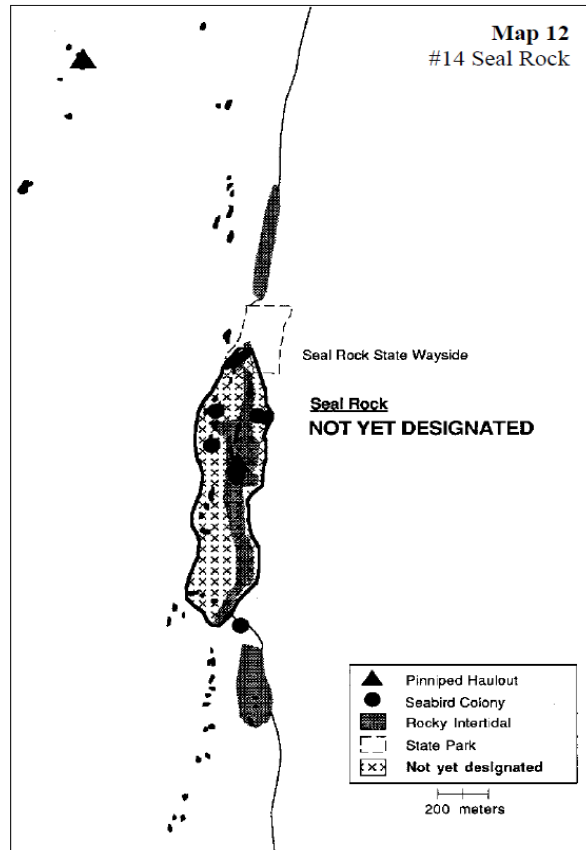 Map 12
#14 Seal Rock
Seal Rock State Wayside
Seal Rock
NOT YET DESIGNATED
Pinniped Haulout
Seabird Colony
Rocky Intertidal
State Park
Not yet designated
200 meters